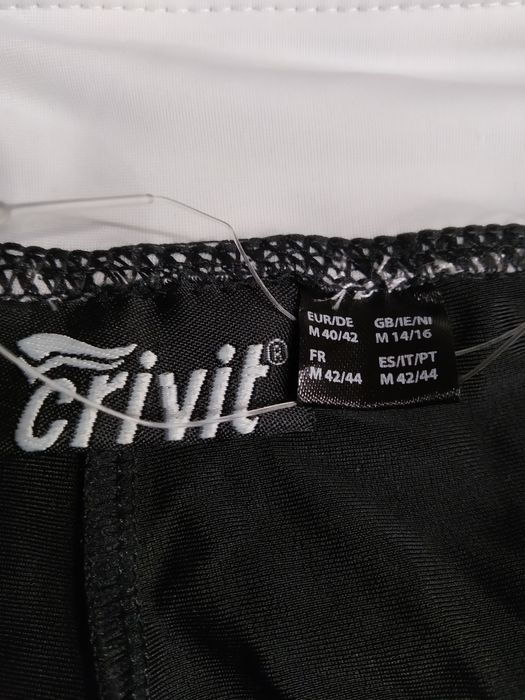 crivit®
EUR/DE GB/IE/NI
M 40/42 M 14/16
FR ES/IT/PT
M 42/44 M 42/44